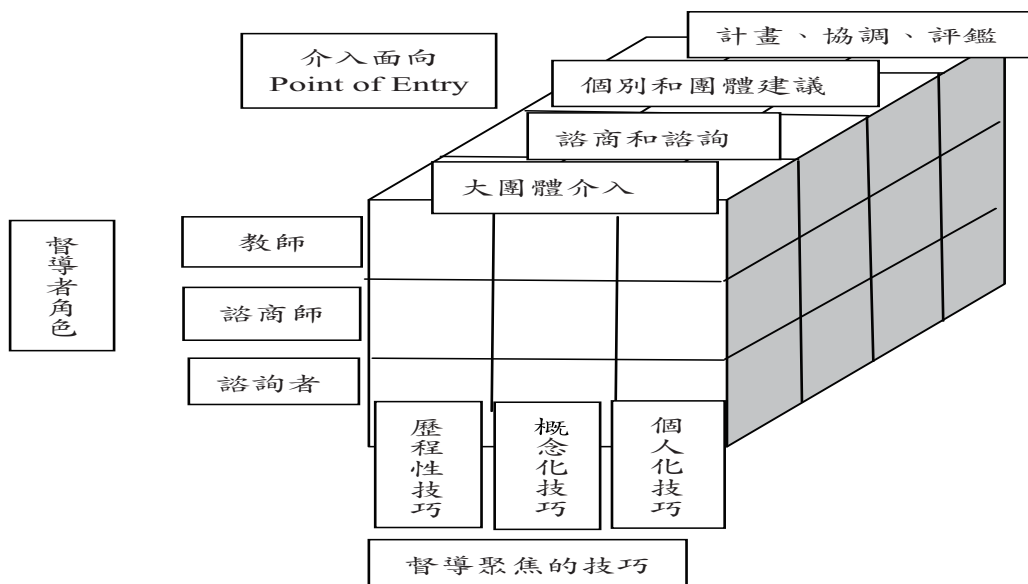 計畫、協調、評鑑
介入面向
Point of Entry
個別和團體建議
諮商和諮詢
大團體介入
督導者角色
教師
諮商師
諮詢者
歷程性技巧
概念化技巧
個人化技巧
督導聚焦的技巧